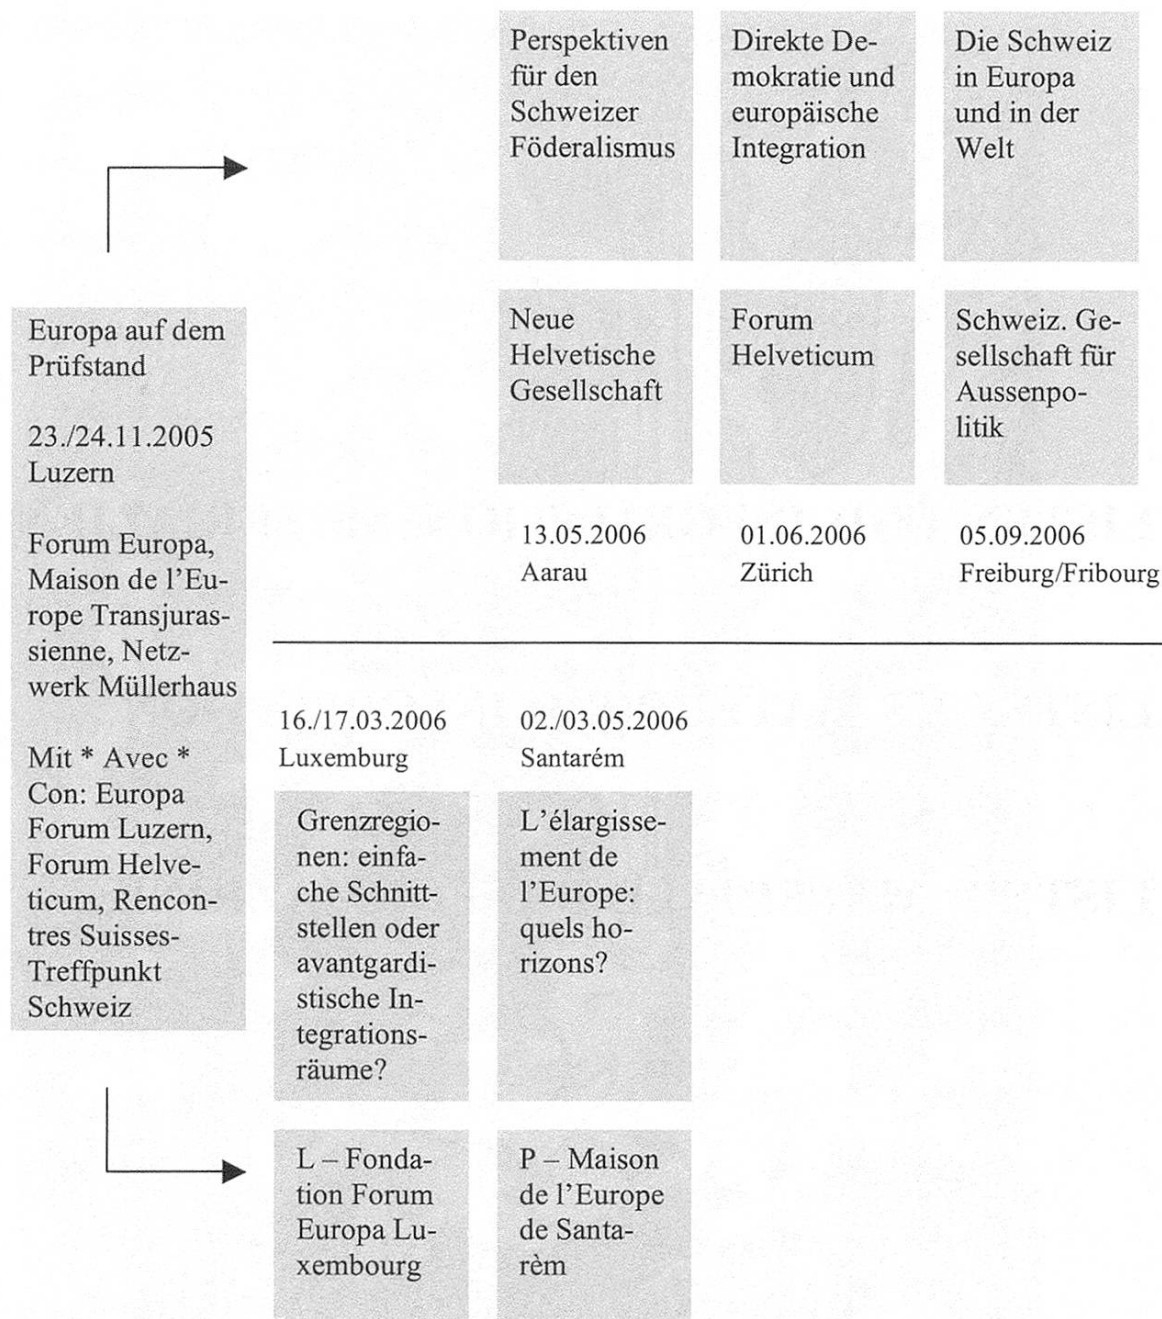 Europa auf dem
Prüfstand
23./24.11.2005
Luzern
Forum Europa,
Maison de l’Eu-
rope Transjuras-
sienne, Netz-
werk Müllerhaus
Mit * Avec *
Con: Europa
Forum Luzern,
Forum Helve-
ticum, Rencon-
tres Suisses-
Treffpunkt
Schweiz
Perspektiven
für den
Schweizer
Föderalismus
Neue
Helvetische
Gesellschaft
13.05.2006
Aarau
Direkte De-
mokratie und
europäische
Integration
Forum
Helveticum
01.06.2006
Zürich
Die Schweiz
in Europa
und in der
Welt
Schweiz. Ge-
sellschaft für
Aussenpo-
litik
05.09.2006
Freiburg/Fribourg
16./17.03.2006
Luxemburg
Grenzregio-
nen: einfa-
che Schnitt-
stellen oder
avantgardi-
stische In-
tegrations-
räume?
L – Fonda-
tion Forum
Europa Lu-
xembourg
02./03.05.2006
Santarém
L’élargisse-
ment de
l’Europe:
quels ho-
rizons?
P – Maison
de l’Europe
de Santa-
rèm